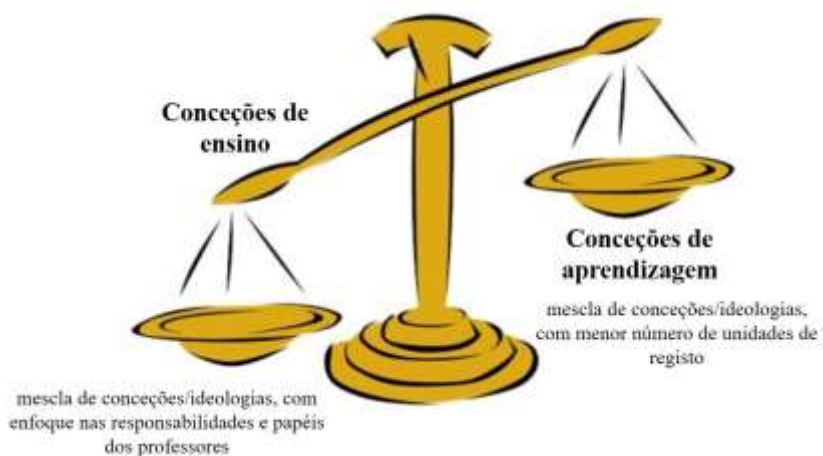 Conceções de
ensino
mescla de conceções/ideologias, com
enfoque nas responsabilidades e papéis
dos professores
Conceções de
aprendizagem
mescla de conceções/ideologias,
com menor número de unidades de
registo